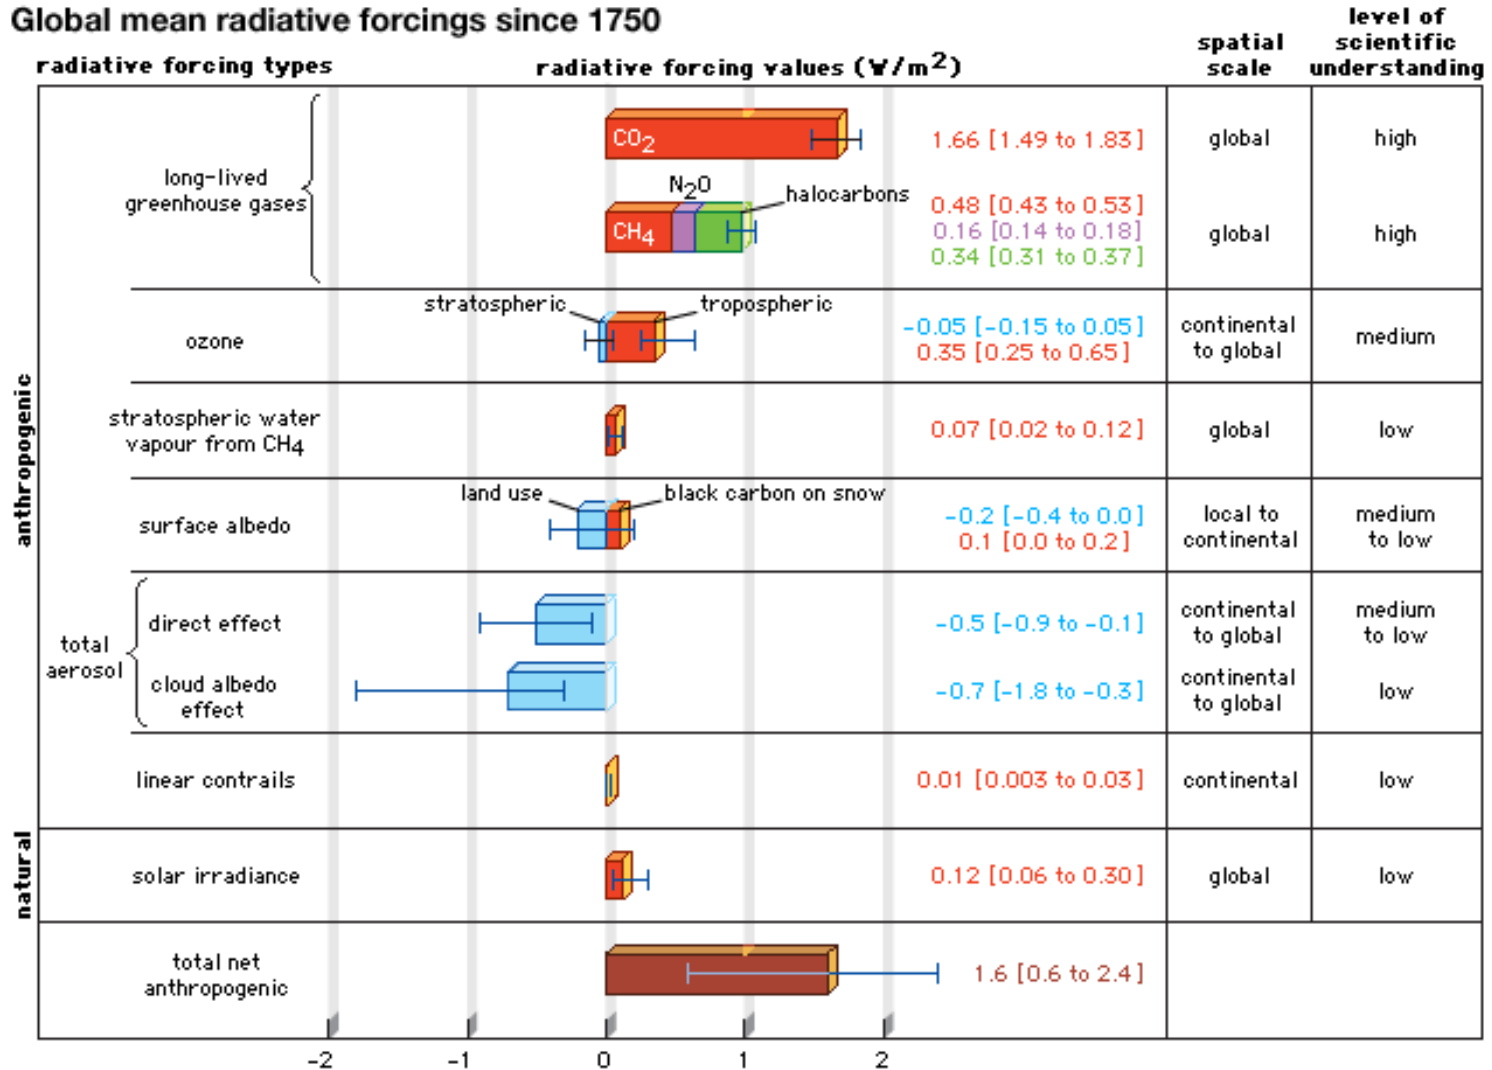 Global mean radiative forcings since 1750
radiative forcing types
radiative forcing values (W/m2)
spatial
scale
level of
scientific
understanding
anthropogenic
long-lived
greenhouse gases
CO2
1.66 [1.49 to 1.83]
global
high
N2O
halocarbons
CH4
0.48 [0.43 to 0.53]
0.16 [0.14 to 0.18]
0.34 [0.31 to 0.37]
global
high
ozone
stratospheric
tropospheric
-0.05 [-0.15 to 0.05]
0.35 [0.25 to 0.65]
continental
to global
medium
stratospheric water
vapour from CH4
0.07 [0.02 to 0.12]
global
low
surface albedo
land use
black carbon on snow
-0.2 [-0.4 to 0.0]
0.1 [0.0 to 0.2]
local to
continental
medium
to low
total
aerosol
direct effect
-0.5 [-0.9 to -0.1]
continental
to global
medium
to low
cloud albedo
effect
-0.7 [-1.8 to -0.3]
continental
to global
low
linear contrails
0.01 [0.003 to 0.03]
continental
low
natural
solar irradiance
0.12 [0.06 to 0.30]
global
low
total net
anthropogenic
1.6 [0.6 to 2.4]
-2 -1 0 1 2